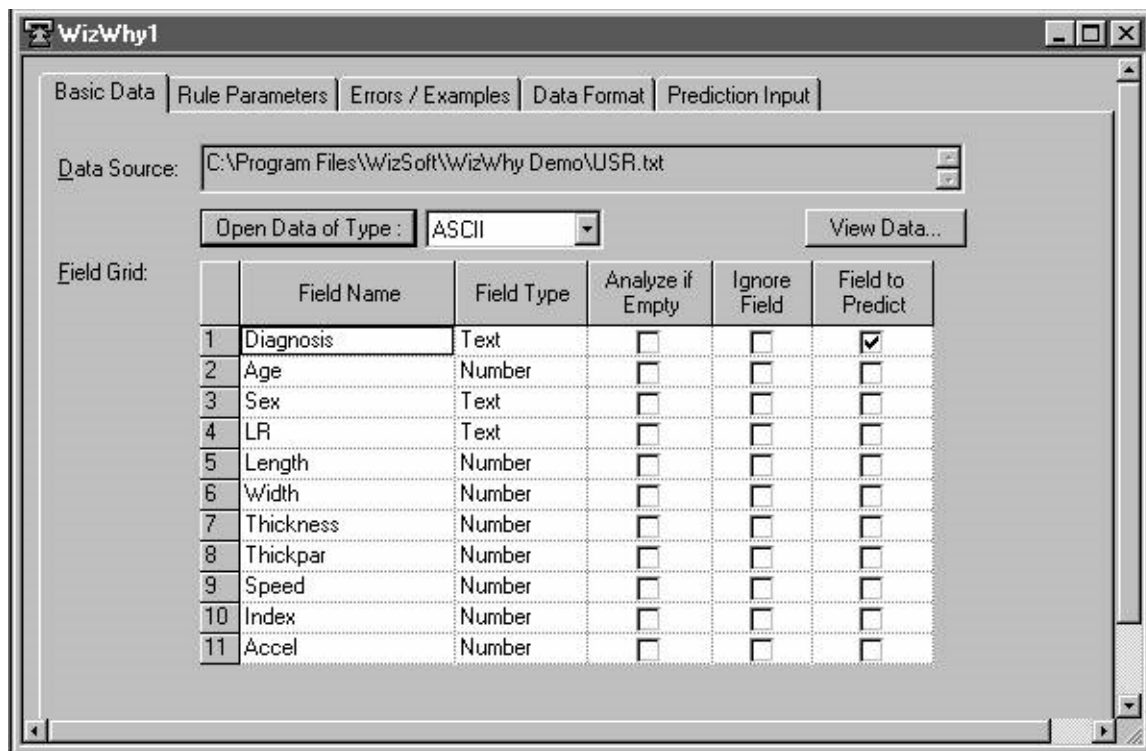 WizWhy1
Basic Data Rule Parameters Errors / Examples Data Format Prediction Input
Data Source: C:\Program Files\WizSoft\WizWhy Demo\USR.txt
Open Data of Type : ASCII View Data...
Field Grid:
Field Name Field Type Analyze if Empty Ignore Field Field to Predict
1 Diagnosis Text
2 Age Number
3 Sex Text
4 LR Text
5 Length Number
6 Width Number
7 Thickness Number
8 Thickpar Number
9 Speed Number
10 Index Number
11 Accel Number